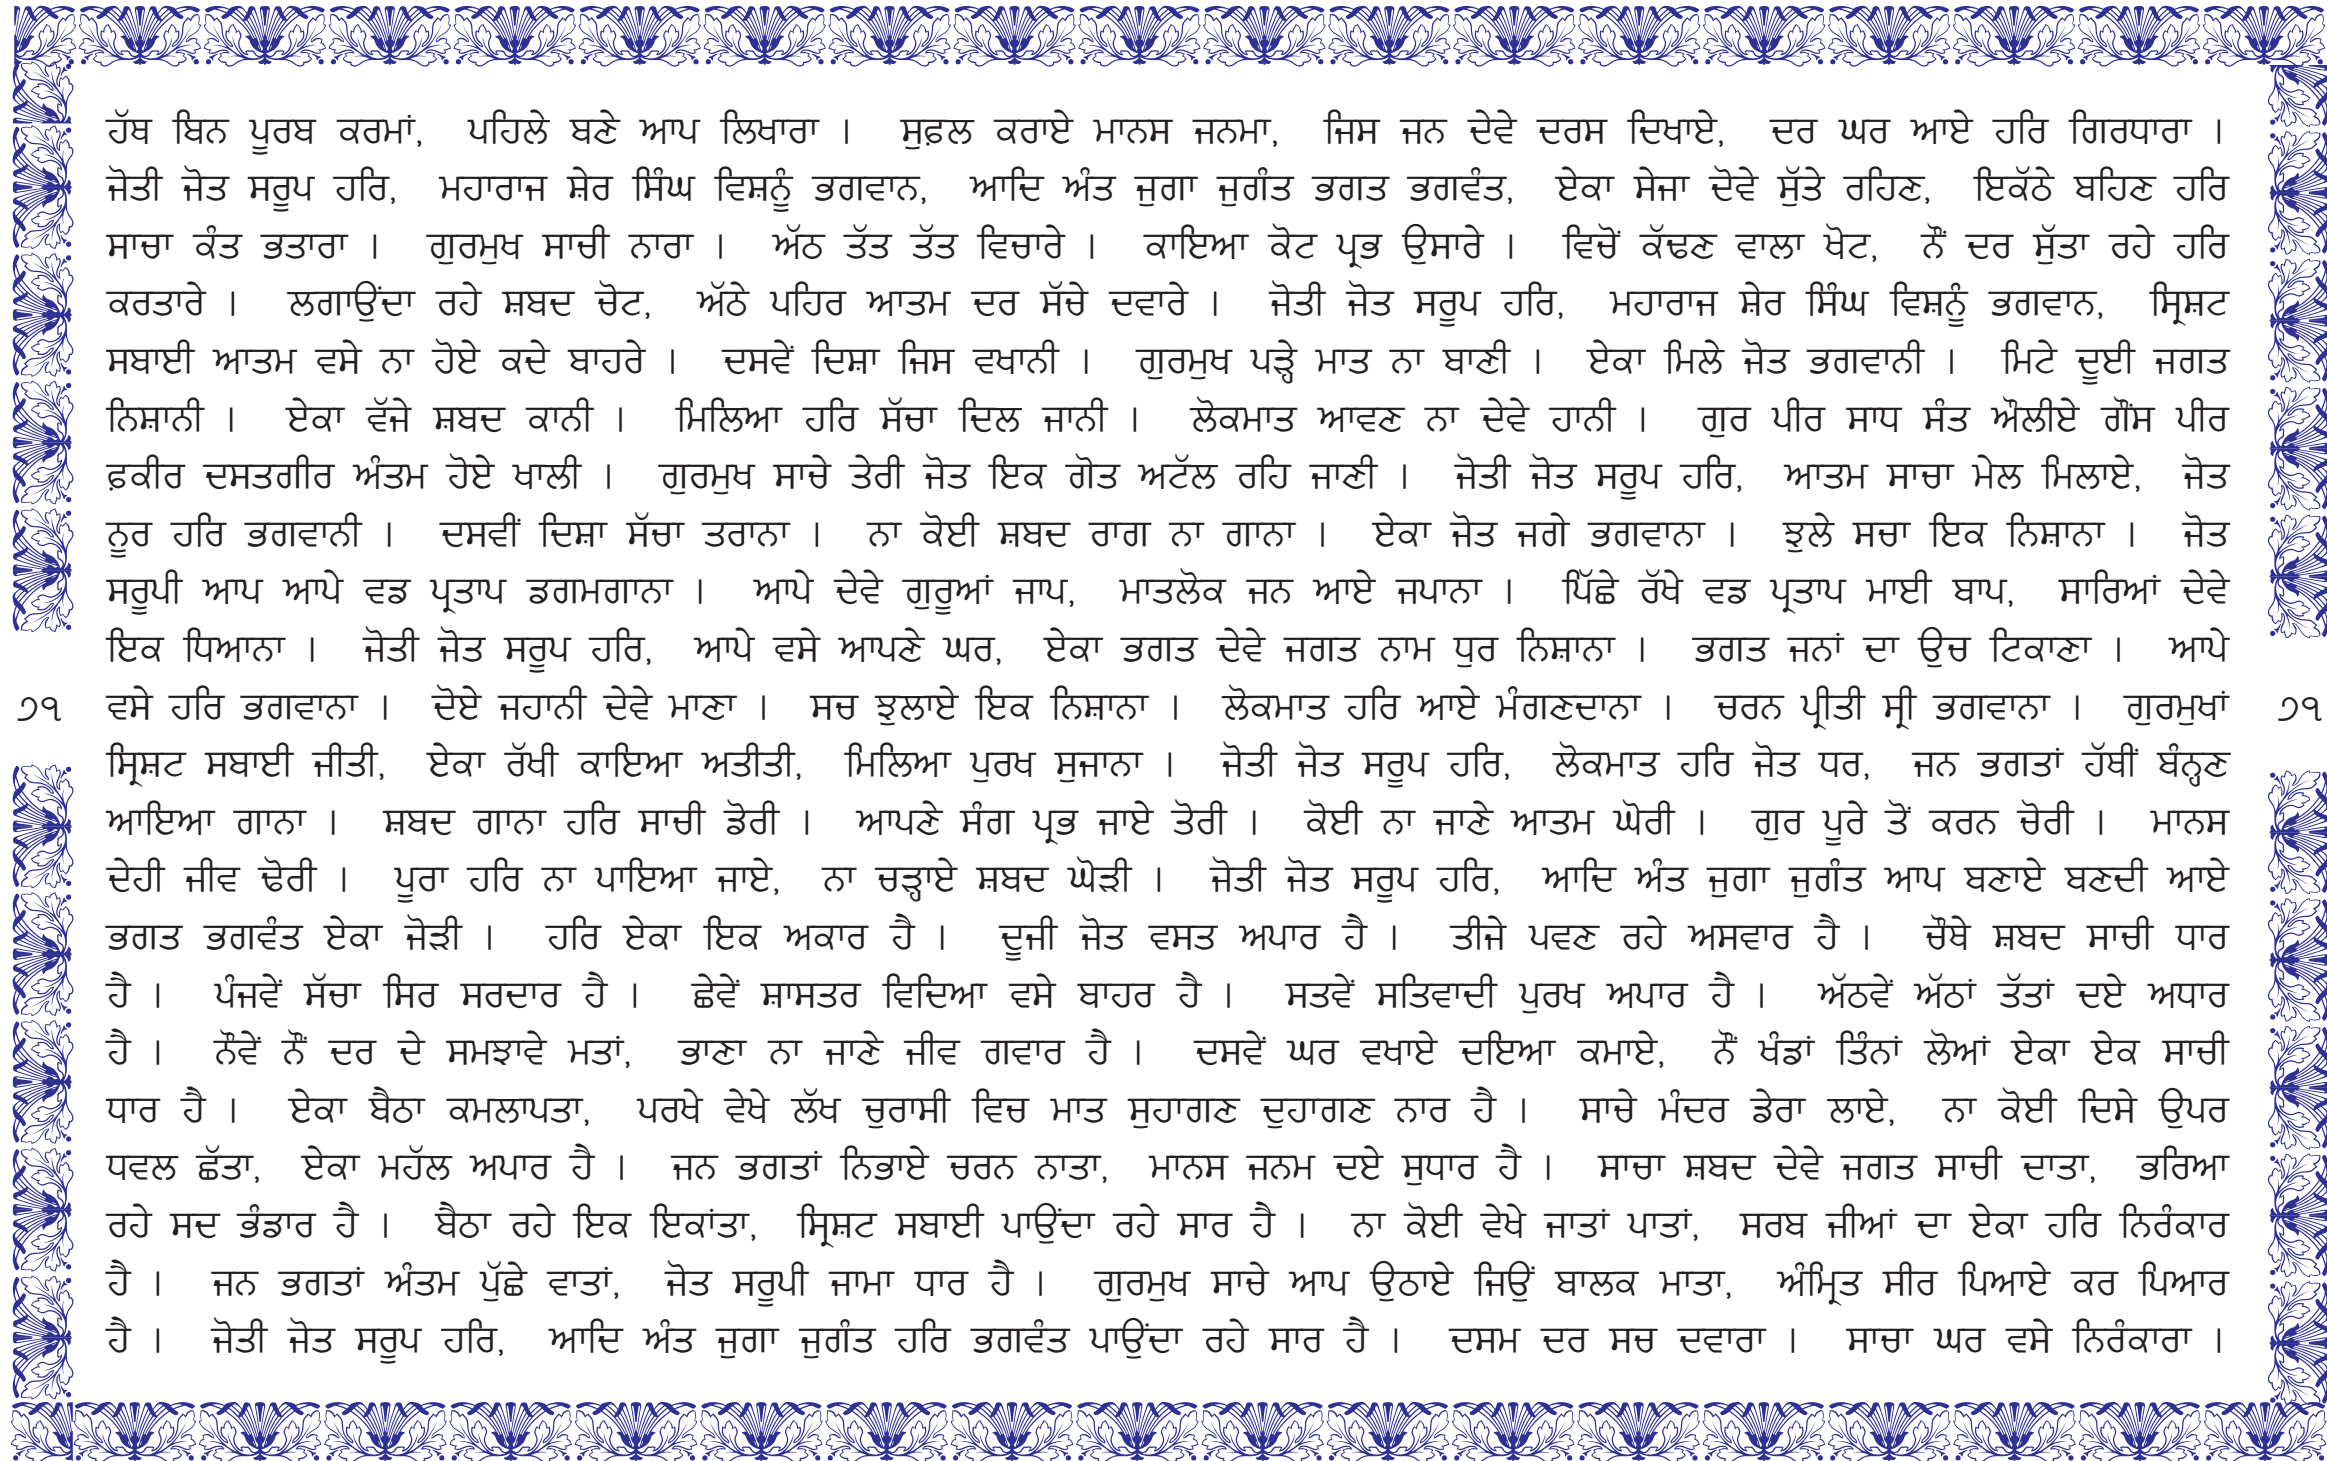 ਹੱਥ ਬਿਨ ਪੂਰਬ ਕਰਮਾਂ, ਪਹਿਲੇ ਬਣੇ ਆਪ ਲਿਖਾਰਾ । ਸੁਫ਼ਲ ਕਰਾਏ ਮਾਨਸ ਜਨਮਾ, ਜਿਸ ਜਨ ਦੇਵੇ ਦਰਸ ਦਿਖਾਏ, ਦਰ ਘਰ ਆਏ ਹਰਿ ਗਿਰਧਾਰਾ ।
ਜੋਤੀ ਜੋਤ ਸਰੂਪ ਹਰਿ, ਮਹਾਰਾਜ ਸ਼ੇਰ ਸਿੰਘ ਵਿਸ਼ਨੂੰ ਭਗਵਾਨ, ਆਦਿ ਅੰਤ ਜੁਗਾ ਜੁਗੰਤ ਭਗਤ ਭਗਵੰਤ, ਏਕਾ ਸੇਜਾ ਦੋਵੇ ਸੁੱਤੇ ਰਹਿਣ, ਇਕੱਠੇ ਬਹਿਣ ਹਰਿ
ਸਾਚਾ ਕੰਤ ਭਤਾਰਾ । ਗੁਰਮੁਖ ਸਾਚੀ ਨਾਰਾ । ਅੱਠ ਤੱਤ ਤੱਤ ਵਿਚਾਰੇ । ਕਾਇਆ ਕੋਟ ਪ੍ਰਭ ਉਸਾਰੇ । ਵਿਚੋਂ ਕੱਢਣ ਵਾਲਾ ਖੋਟ, ਨੌਂ ਦਰ ਸੁੱਤਾ ਰਹੇ ਹਰਿ
ਕਰਤਾਰੇ । ਲਗਾਉਂਦਾ ਰਹੇ ਸ਼ਬਦ ਚੋਟ, ਅੱਠੇ ਪਹਿਰ ਆਤਮ ਦਰ ਸੱਚੇ ਦਵਾਰੇ । ਜੋਤੀ ਜੋਤ ਸਰੂਪ ਹਰਿ, ਮਹਾਰਾਜ ਸ਼ੇਰ ਸਿੰਘ ਵਿਸ਼ਨੂੰ ਭਗਵਾਨ, ਸ੍ਰਿਸ਼ਟ
ਸਬਾਈ ਆਤਮ ਵਸੇ ਨਾ ਹੋਏ ਕਦੇ ਬਾਹਰੇ । ਦਸਵੇਂ ਦਿਸ਼ਾ ਜਿਸ ਵਖਾਨੀ । ਗੁਰਮੁਖ ਪੜ੍ਹੇ ਮਾਤ ਨਾ ਬਾਣੀ । ਏਕਾ ਮਿਲੇ ਜੋਤ ਭਗਵਾਨੀ । ਮਿਟੇ ਦੂਈ ਜਗਤ
ਨਿਸ਼ਾਨੀ । ਏਕਾ ਵੱਜੇ ਸ਼ਬਦ ਕਾਨੀ । ਮਿਲਿਆ ਹਰਿ ਸੱਚਾ ਦਿਲ ਜਾਨੀ । ਲੋਕਮਾਤ ਆਵਣ ਨਾ ਦੇਵੇ ਹਾਨੀ । ਗੁਰ ਪੀਰ ਸਾਧ ਸੰਤ ਔਲੀਏ ਗੌਂਸ ਪੀਰ
ਫ਼ਕੀਰ ਦਸਤਗੀਰ ਅੰਤਮ ਹੋਏ ਖਾਲੀ । ਗੁਰਮੁਖ ਸਾਚੇ ਤੇਰੀ ਜੋਤ ਇਕ ਗੋਤ ਅਟੱਲ ਰਹਿ ਜਾਣੀ । ਜੋਤੀ ਜੋਤ ਸਰੂਪ ਹਰਿ, ਆਤਮ ਸਾਚਾ ਮੇਲ ਮਿਲਾਏ, ਜੋਤ
ਨੂਰ ਹਰਿ ਭਗਵਾਨੀ । ਦਸਵੀਂ ਦਿਸ਼ਾ ਸੱਚਾ ਤਰਾਨਾ । ਨਾ ਕੋਈ ਸ਼ਬਦ ਰਾਗ ਨਾ ਗਾਨਾ । ਏਕਾ ਜੋਤ ਜਗੇ ਭਗਵਾਨਾ । ਝੁਲੇ ਸਚਾ ਇਕ ਨਿਸ਼ਾਨਾ । ਜੋਤ
ਸਰੂਪੀ ਆਪ ਆਪੇ ਵਡ ਪ੍ਰਤਾਪ ਡਗਮਗਾਨਾ । ਆਪੇ ਦੇਵੇ ਗੁਰੂਆਂ ਜਾਪ, ਮਾਤਲੋਕ ਜਨ ਆਏ ਜਪਾਨਾ । ਪਿੱਛੇ ਰੱਖੇ ਵਡ ਪ੍ਰਤਾਪ ਮਾਈ ਬਾਪ, ਸਾਰਿਆਂ ਦੇਵੇ
ਇਕ ਧਿਆਨਾ । ਜੋਤੀ ਜੋਤ ਸਰੂਪ ਹਰਿ, ਆਪੇ ਵਸੇ ਆਪਣੇ ਘਰ, ਏਕਾ ਭਗਤ ਦੇਵੇ ਜਗਤ ਨਾਮ ਧੁਰ ਨਿਸ਼ਾਨਾ । ਭਗਤ ਜਨਾਂ ਦਾ ਉਚ ਟਿਕਾਣਾ । ਆਪੇ
੭੧ ਵਸੇ ਹਰਿ ਭਗਵਾਨਾ । ਦੋਏ ਜਹਾਨੀ ਦੇਵੇ ਮਾਣਾ । ਸਚ ਝੁਲਾਏ ਇਕ ਨਿਸ਼ਾਨਾ । ਲੋਕਮਾਤ ਹਰਿ ਆਏ ਮੰਗਣਦਾਨਾ । ਚਰਨ ਪ੍ਰੀਤੀ ਸ੍ਰੀ ਭਗਵਾਨਾ । ਗੁਰਮੁਖਾਂ ੭੧
ਸ੍ਰਿਸ਼ਟ ਸਬਾਈ ਜੀਤੀ, ਏਕਾ ਰੱਖੀ ਕਾਇਆ ਅਤੀਤੀ, ਮਿਲਿਆ ਪੁਰਖ ਸੁਜਾਨਾ । ਜੋਤੀ ਜੋਤ ਸਰੂਪ ਹਰਿ, ਲੋਕਮਾਤ ਹਰਿ ਜੋਤ ਧਰ, ਜਨ ਭਗਤਾਂ ਹੱਥੀਂ ਬੰਨ੍ਹਣ
ਆਇਆ ਗਾਨਾ । ਸ਼ਬਦ ਗਾਨਾ ਹਰਿ ਸਾਚੀ ਡੋਰੀ । ਆਪਣੇ ਸੰਗ ਪ੍ਰਭ ਜਾਏ ਤੋਰੀ । ਕੋਈ ਨਾ ਜਾਣੇ ਆਤਮ ਘੋਰੀ । ਗੁਰ ਪੂਰੇ ਤੋਂ ਕਰਨ ਚੋਰੀ । ਮਾਨਸ
ਦੇਹੀ ਜੀਵ ਢੋਰੀ । ਪੂਰਾ ਹਰਿ ਨਾ ਪਾਇਆ ਜਾਏ, ਨਾ ਚੜ੍ਹਾਏ ਸ਼ਬਦ ਘੋੜੀ । ਜੋਤੀ ਜੋਤ ਸਰੂਪ ਹਰਿ, ਆਦਿ ਅੰਤ ਜੁਗਾ ਜੁਗੰਤ ਆਪ ਬਣਾਏ ਬਣਦੀ ਆਏ
ਭਗਤ ਭਗਵੰਤ ਏਕਾ ਜੋੜੀ । ਹਰਿ ਏਕਾ ਇਕ ਅਕਾਰ ਹੈ । ਦੂਜੀ ਜੋਤ ਵਸਤ ਅਪਾਰ ਹੈ । ਤੀਜੇ ਪਵਣ ਰਹੇ ਅਸਵਾਰ ਹੈ । ਚੌਥੇ ਸ਼ਬਦ ਸਾਚੀ ਧਾਰ
ਹੈ । ਪੰਜਵੇਂ ਸੱਚਾ ਸਿਰ ਸਰਦਾਰ ਹੈ । ਛੇਵੇਂ ਸ਼ਾਸਤਰ ਵਿਦਿਆ ਵਸੇ ਬਾਹਰ ਹੈ । ਸਤਵੇਂ ਸਤਿਵਾਦੀ ਪੁਰਖ ਅਪਾਰ ਹੈ । ਅੱਠਵੇਂ ਅੱਠਾਂ ਤੱਤਾਂ ਦਏ ਅਧਾਰ
ਹੈ । ਨੌਵੇਂ ਨੌਂ ਦਰ ਦੇ ਸਮਝਾਵੇ ਮਤਾਂ, ਭਾਣਾ ਨਾ ਜਾਣੇ ਜੀਵ ਗਵਾਰ ਹੈ । ਦਸਵੇਂ ਘਰ ਵਖਾਏ ਦਇਆ ਕਮਾਏ, ਨੌਂ ਖੰਡਾਂ ਤਿੰਨਾਂ ਲੋਆਂ ਏਕਾ ਏਕ ਸਾਚੀ
ਧਾਰ ਹੈ । ਏਕਾ ਬੈਠਾ ਕਮਲਾਪਤਾ, ਪਰਖੇ ਵੇਖੇ ਲੱਖ ਚੁਰਾਸੀ ਵਿਚ ਮਾਤ ਸੁਹਾਗਣ ਦੁਹਾਗਣ ਨਾਰ ਹੈ । ਸਾਚੇ ਮੰਦਰ ਡੇਰਾ ਲਾਏ, ਨਾ ਕੋਈ ਦਿਸੇ ਉਪਰ
ਧਵਲ ਛੱਤਾ, ਏਕਾ ਮਹੱਲ ਅਪਾਰ ਹੈ । ਜਨ ਭਗਤਾਂ ਨਿਭਾਏ ਚਰਨ ਨਾਤਾ, ਮਾਨਸ ਜਨਮ ਦਏ ਸੁਧਾਰ ਹੈ । ਸਾਚਾ ਸ਼ਬਦ ਦੇਵੇ ਜਗਤ ਸਾਚੀ ਦਾਤਾ, ਭਰਿਆ
ਰਹੇ ਸਦ ਭੰਡਾਰ ਹੈ । ਬੈਠਾ ਰਹੇ ਇਕ ਇਕਾਂਤਾ, ਸ੍ਰਿਸ਼ਟ ਸਬਾਈ ਪਾਉਂਦਾ ਰਹੇ ਸਾਰ ਹੈ । ਨਾ ਕੋਈ ਵੇਖੇ ਜਾਤਾਂ ਪਾਤਾਂ, ਸਰਬ ਜੀਆਂ ਦਾ ਏਕਾ ਹਰਿ ਨਿਰੰਕਾਰ
ਹੈ । ਜਨ ਭਗਤਾਂ ਅੰਤਮ ਪੁੱਛੇ ਵਾਤਾਂ, ਜੋਤ ਸਰੂਪੀ ਜਾਮਾ ਧਾਰ ਹੈ । ਗੁਰਮੁਖ ਸਾਚੇ ਆਪ ਉਠਾਏ ਜਿਉਂ ਬਾਲਕ ਮਾਤਾ, ਅੰਮ੍ਰਿਤ ਸੀਰ ਪਿਆਏ ਕਰ ਪਿਆਰ
ਹੈ । ਜੋਤੀ ਜੋਤ ਸਰੂਪ ਹਰਿ, ਆਦਿ ਅੰਤ ਜੁਗਾ ਜੁਗੰਤ ਹਰਿ ਭਗਵੰਤ ਪਾਉਂਦਾ ਰਹੇ ਸਾਰ ਹੈ । ਦਸਮ ਦਰ ਸਚ ਦਵਾਰਾ । ਸਾਚਾ ਘਰ ਵਸੇ ਨਿਰੰਕਾਰਾ ।